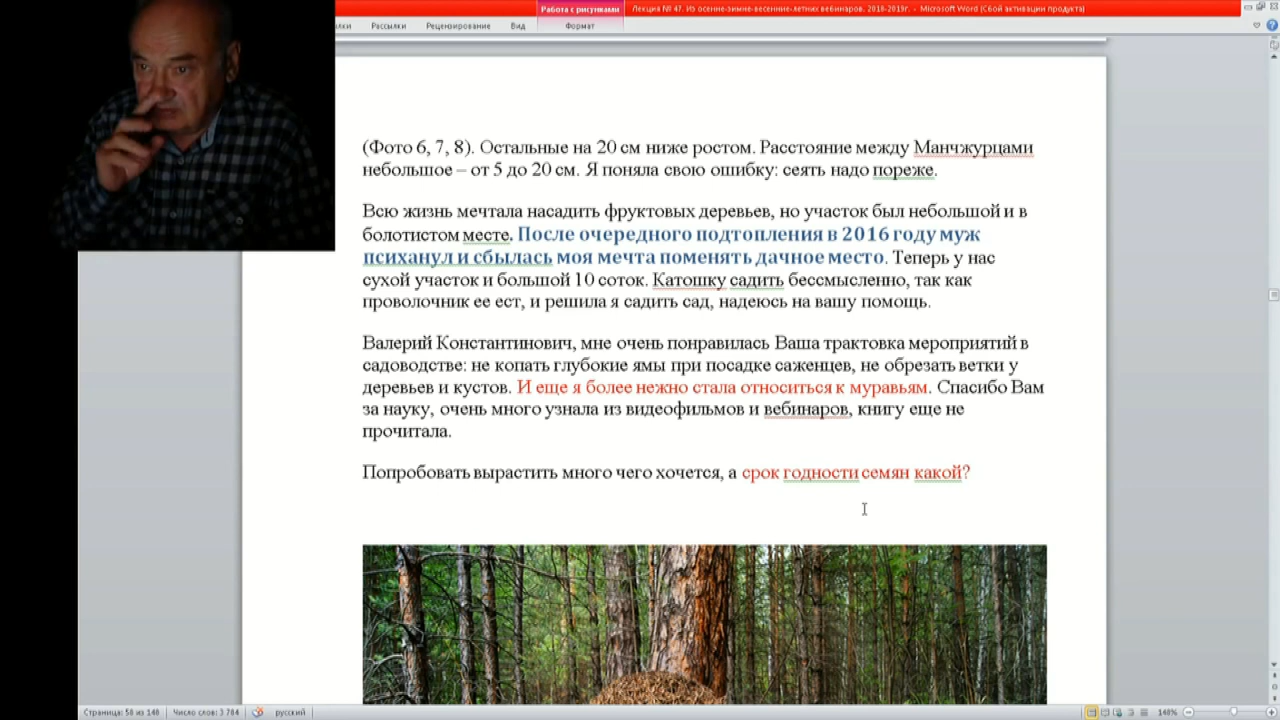 Работа с рисунками
Лекция № 47. Из осенне-зимне-весенние-летних вебинаров. 2018-2019г. - Microsoft Word (Сбой активации продукта)
Рассылки Рецензирование Вид Формат
(Фото 6, 7, 8). Остальные на 20 см ниже ростом. Расстояние между Манчжурцами
небольшое – от 5 до 20 см. Я поняла свою ошибку: сеять надо пореже.
Всю жизнь мечтала насадить фруктовых деревьев, но участок был небольшой и в
болотистом месте. После очередного подтопления в 2016 году муж
психанул и сбылась моя мечта поменять дачное место. Теперь у нас
сухой участок и большой 10 соток. Катошку садить бессмысленно, так как
проволочник ее ест, и решила я садить сад, надеюсь на вашу помощь.
Валерий Константинович, мне очень понравилась Ваша трактовка мероприятий в
садоводстве: не копать глубокие ямы при посадке саженцев, не обрезать ветки у
деревьев и кустов. И еще я более нежно стала относиться к муравьям. Спасибо Вам
за науку, очень много узнала из видеофильмов и вебинаров, книгу еще не
прочитала.
Попробовать вырастить много чего хочется, а срок годности семян какой?
Страница: 58 из 148 Число слов: 3 784 русский 148%